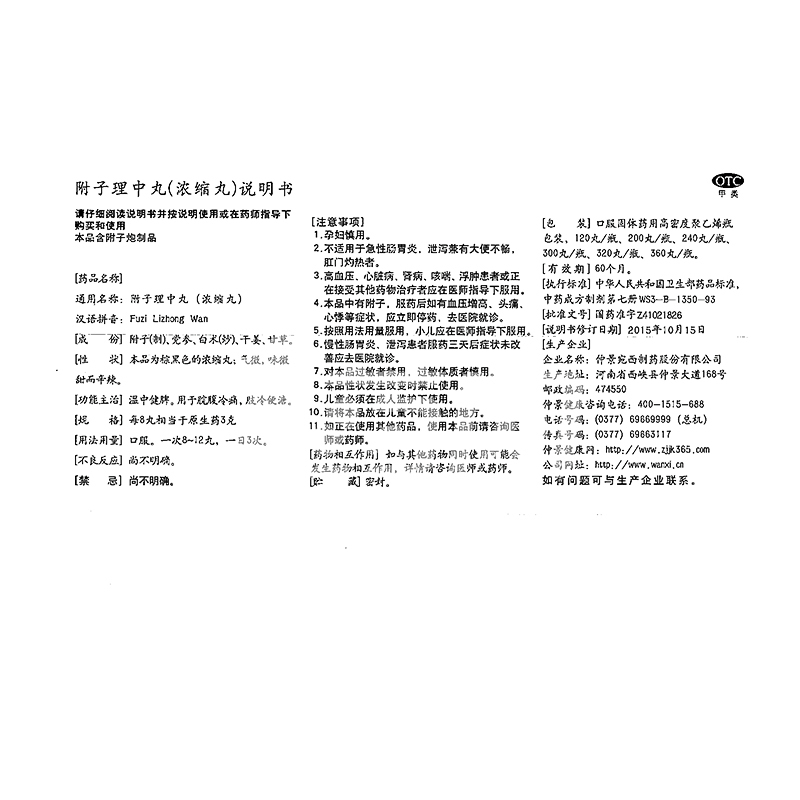 附子理中丸(浓缩丸)说明书
OTC
甲类
请仔细阅读说明书并按说明使用或在药师指导下
购买和使用
本品含附子炮制品
[药品名称]
通用名称：附子理中丸（浓缩丸）
汉语拼音：Fuzi Lizhong Wan
[成 份] 附子(制)、党参、白术(炒)、干姜、甘草。
[性 状] 本品为棕黑色的浓缩丸；气微，味微
甜而辛辣。
[功能主治] 温中健脾。用于脘腹冷痛，肢冷便溏。
[规 格] 每8丸相当于原生药3克
[用法用量] 口服。一次8~12丸，一日3次。
[不良反应] 尚不明确。
[禁 忌] 尚不明确。
[注意事项]
1.孕妇慎用。
2.不适用于急性肠胃炎，泄泻兼有大便不畅，
肛门灼热者。
3.高血压、心脏病、肾病、咳喘、浮肿患者或正
在接受其他药物治疗者应在医师指导下服用。
4.本品中有附子，服药后如有血压增高、头痛、
心悸等症状，应立即停药，去医院就诊。
5.按照用法用量服用，小儿应在医师指导下服用。
6.慢性肠胃炎、泄泻患者服药三天后症状未改
善应去医院就诊。
7.对本品过敏者禁用，过敏体质者慎用。
8.本品性状发生改变时禁止使用。
9.儿童必须在成人监护下使用。
10.请将本品放在儿童不能接触的地方。
11.如正在使用其他药品，使用本品前请咨询医
师或药师。
[药物相互作用] 如与其他药物同时使用可能会
发生药物相互作用，详情请咨询医师或药师。
[贮 藏] 密封。
[包 装] 口服固体药用高密度聚乙烯瓶
包装，120丸/瓶、200丸/瓶、240丸/瓶、
300丸/瓶、320丸/瓶、360丸/瓶。
[有 效 期] 60个月。
[执行标准] 中华人民共和国卫生部药品标准，
中药成方制剂第七册WS3-B-1350-93
[批准文号] 国药准字Z41021826
[说明书修订日期] 2015年10月15日
[生产企业]
企业名称：仲景宛西制药股份有限公司
生产地址：河南省西峡县仲景大道168号
邮政编码：474550
仲景健康咨询电话：400-1515-688
电话号码：(0377) 69869999（总机）
传真号码：(0377) 69663117
仲景健康网：http://www.zjjk365.com
公司网址：http://www.wanxi.cn
如有问题可与生产企业联系。